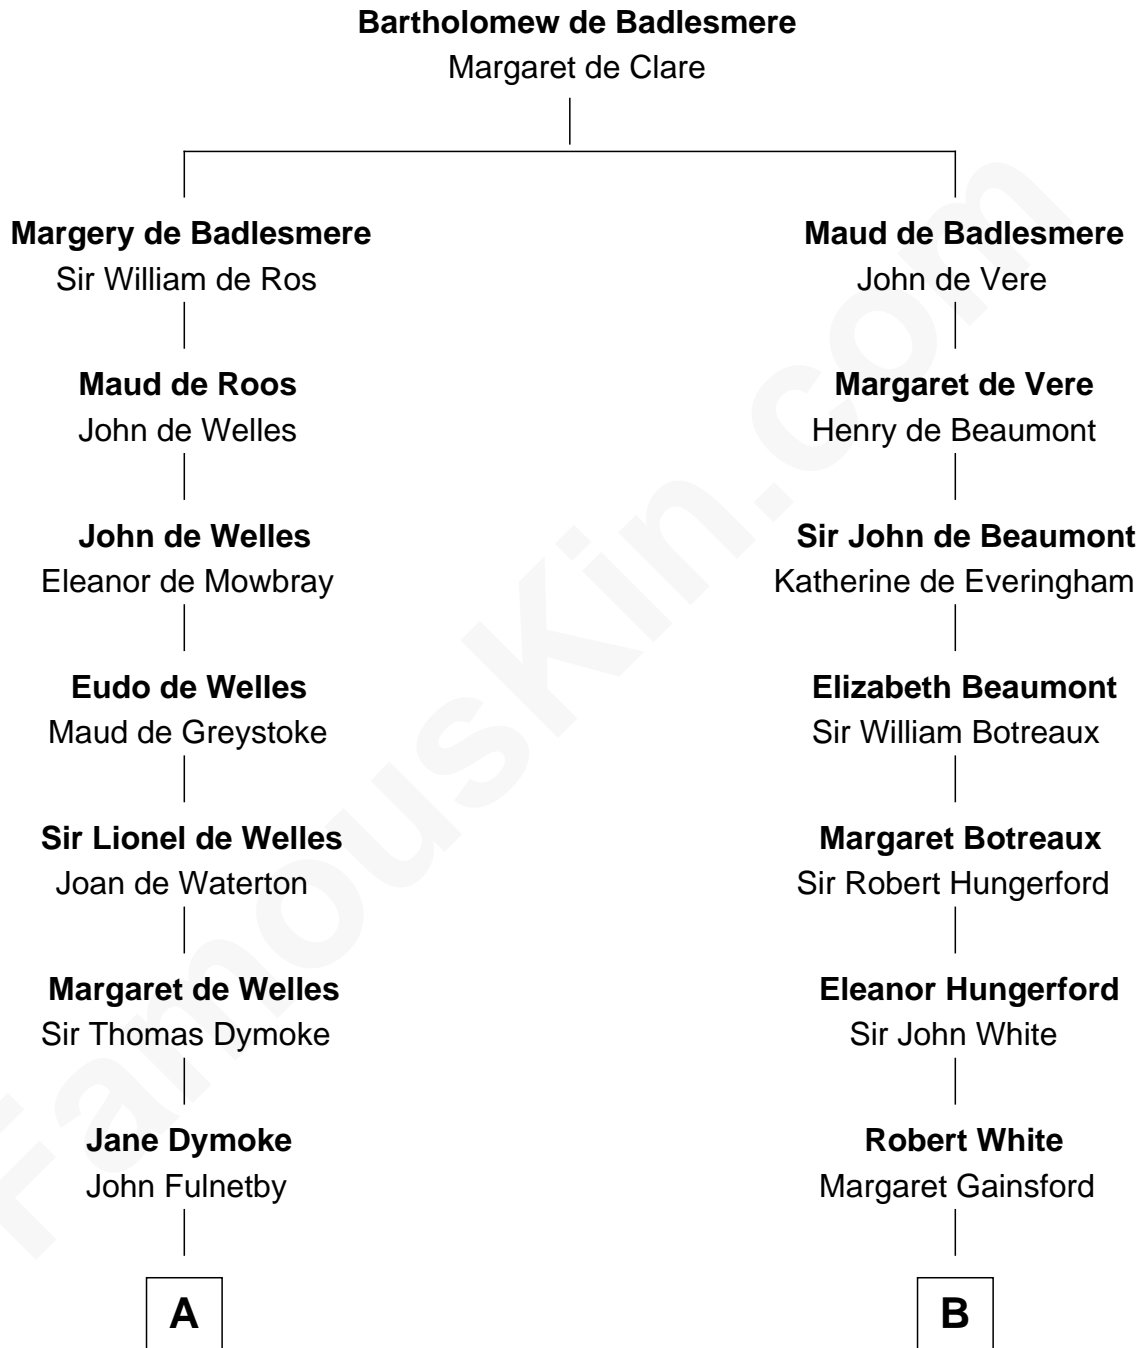 Bartholomew de Badlesmere
Margaret de Clare
Margery de Badlesmere
Sir William de Ros
Maud de Badlesmere
John de Vere
Maud de Roos
John de Welles
Margaret de Vere
Henry de Beaumont
John de Welles
Eleanor de Mowbray
Sir John de Beaumont
Katherine de Everingham
Eudo de Welles
Maud de Greystoke
Elizabeth Beaumont
Sir William Botreaux
Sir Lionel de Welles
Joan de Waterton
Margaret Botreaux
Sir Robert Hungerford
Margaret de Welles
Sir Thomas Dymoke
Eleanor Hungerford
Sir John White
Jane Dymoke
John Fulnetby
Robert White
Margaret Gainsford
A
B
FamousKin.com